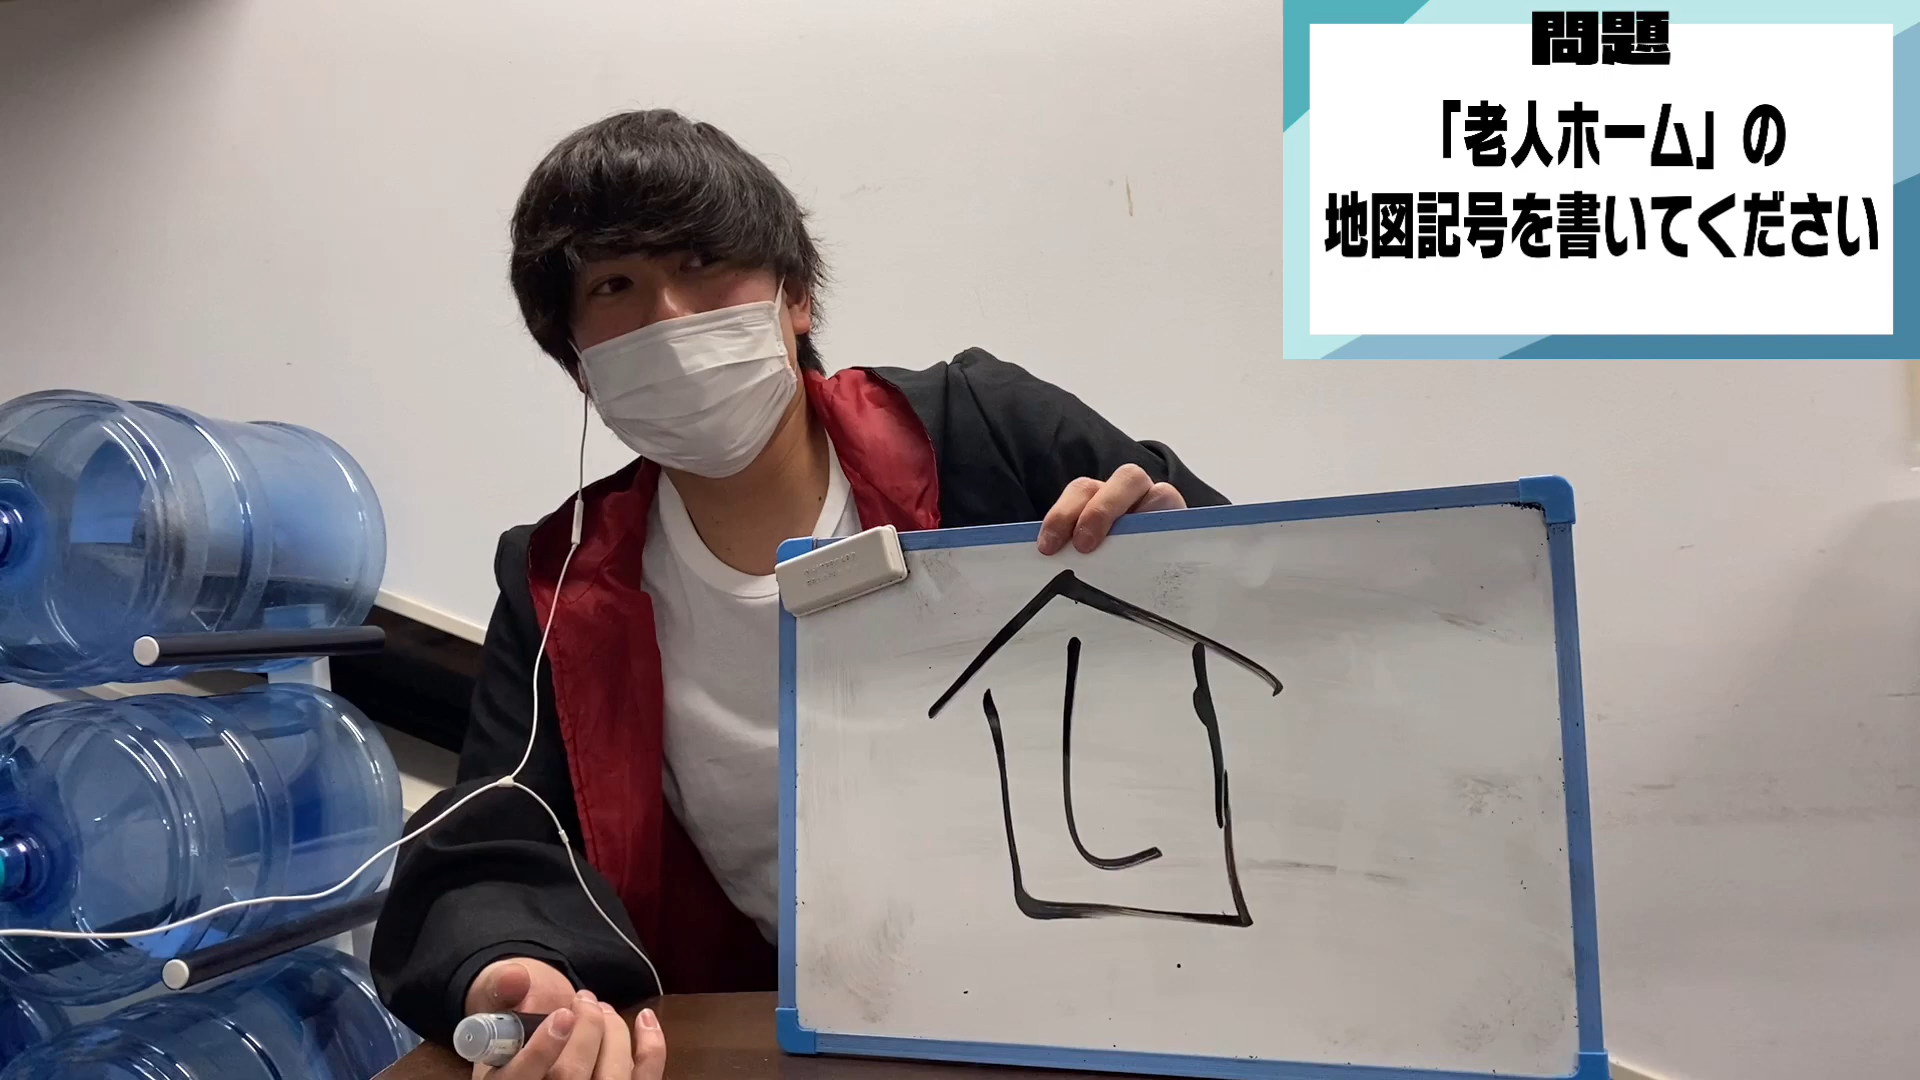 問題
「老人ホーム」の
地図記号を書いてください
し